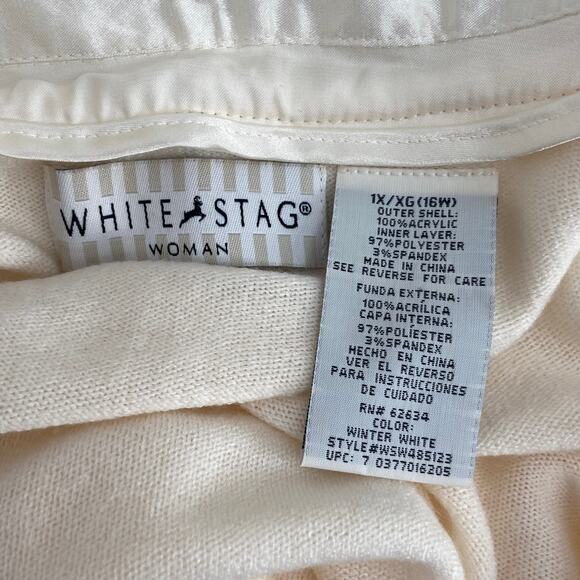 WHITE STAG®
WOMAN
1X/XG(16W)
OUTER SHELL:
100%ACRYLIC
INNER LAYER:
97%POLYESTER
3%SPANDEX
MADE IN CHINA
SEE REVERSE FOR CARE
FUNDA EXTERNA:
100%ACRÍLICA
CAPA INTERNA:
97%POLÍESTER
3%SPANDEX
HECHO EN CHINA
VER EL REVERSO
PARA INSTRUCCIONES
DE CUIDADO
RN# 62634
COLOR:
WINTER WHITE
STYLE#WSW485123
UPC: 7 0377016205